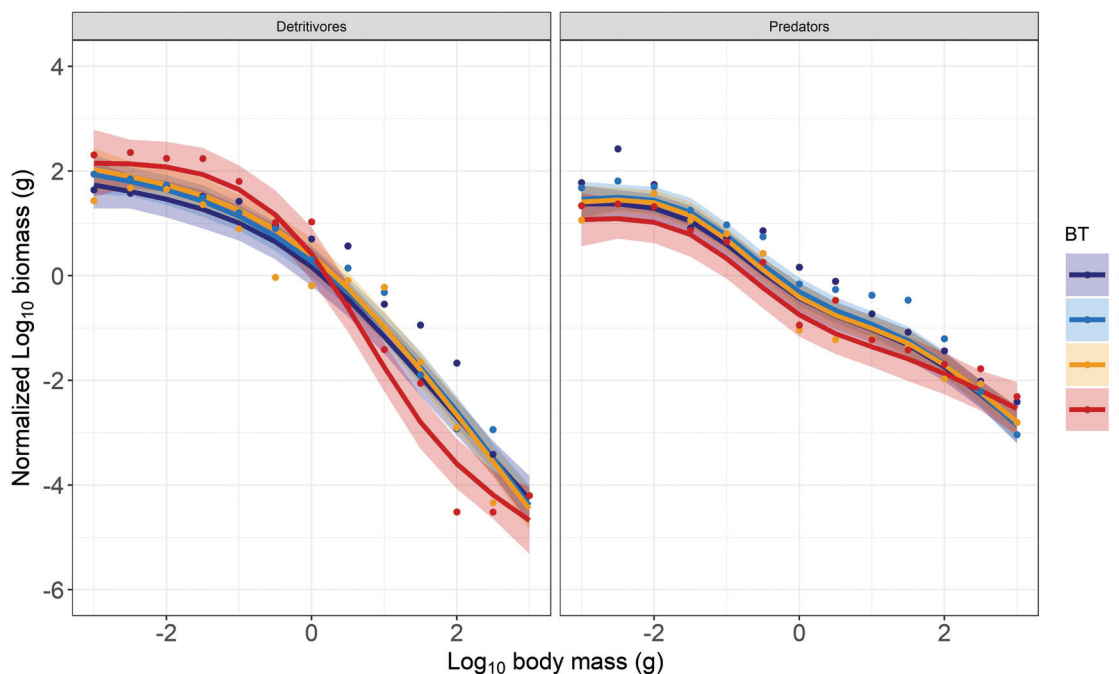 Detritivores
Predators
4
2
0
-2
-4
-6
Normalized Log10 biomass (g)
-2
0
2
-2
0
2
Log10 body mass (g)
BT